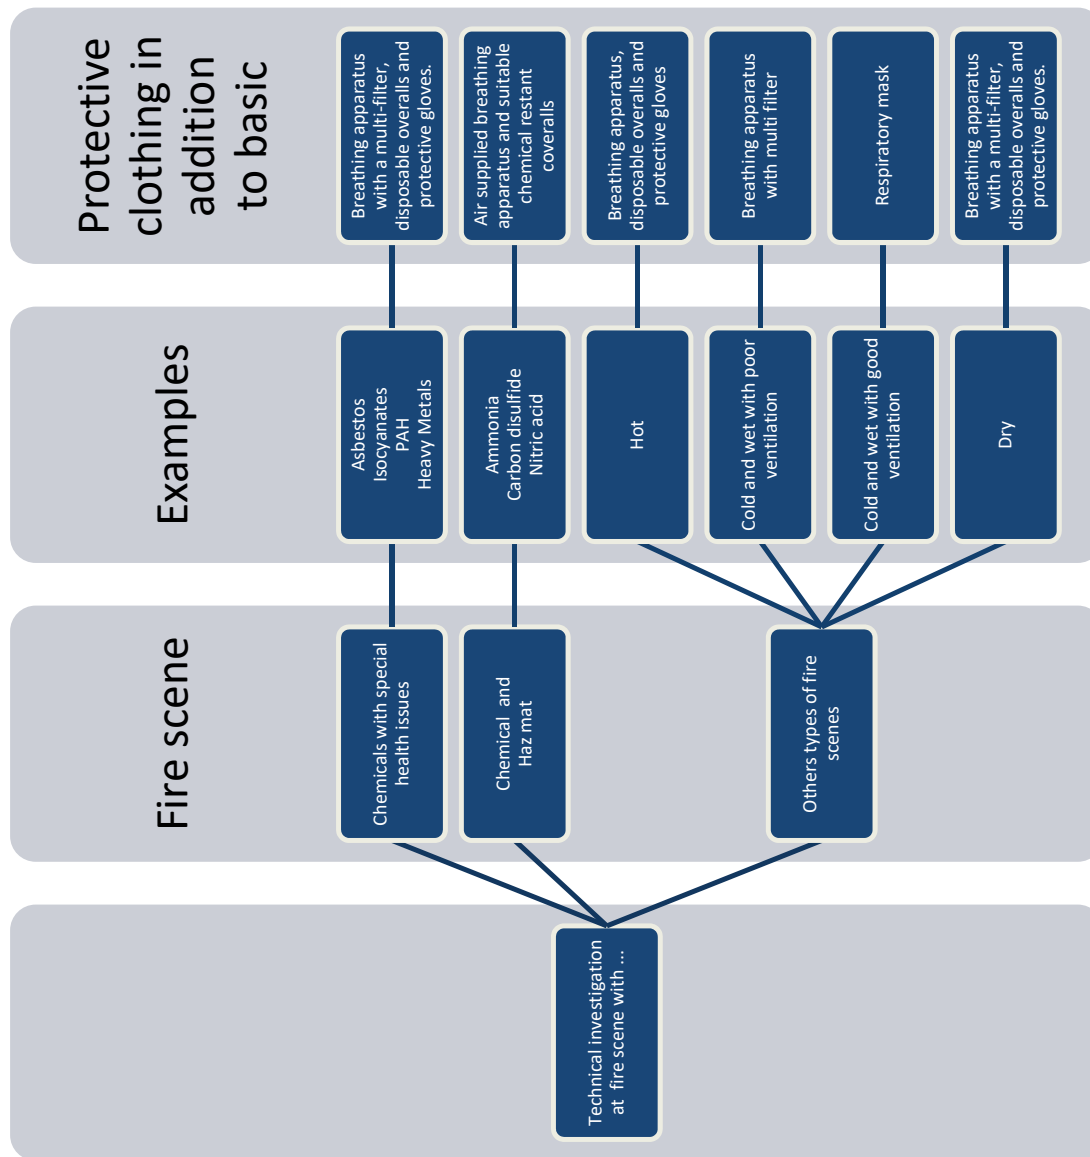 Technical investigation
at fire scene with ...
Fire scene
Chemicals with special
health issues
Chemical and
Haz mat
Others types of fire
scenes
Examples
Asbestos
Isocyanates
PAH
Heavy Metals
Ammonia
Carbon disulfide
Nitric acid
Hot
Cold and wet with poor
ventilation
Cold and wet with good
ventilation
Dry
Protective
clothing in
addition
to basic
Breathing apparatus
with a multi-filter,
disposable overalls and
protective gloves.
Air supplied breathing
apparatus and suitable
chemical restant
coveralls
Breathing apparatus,
disposable overalls and
protective gloves
Breathing apparatus
with multi filter
Respiratory mask
Breathing apparatus
with a multi-filter,
disposable overalls and
protective gloves.